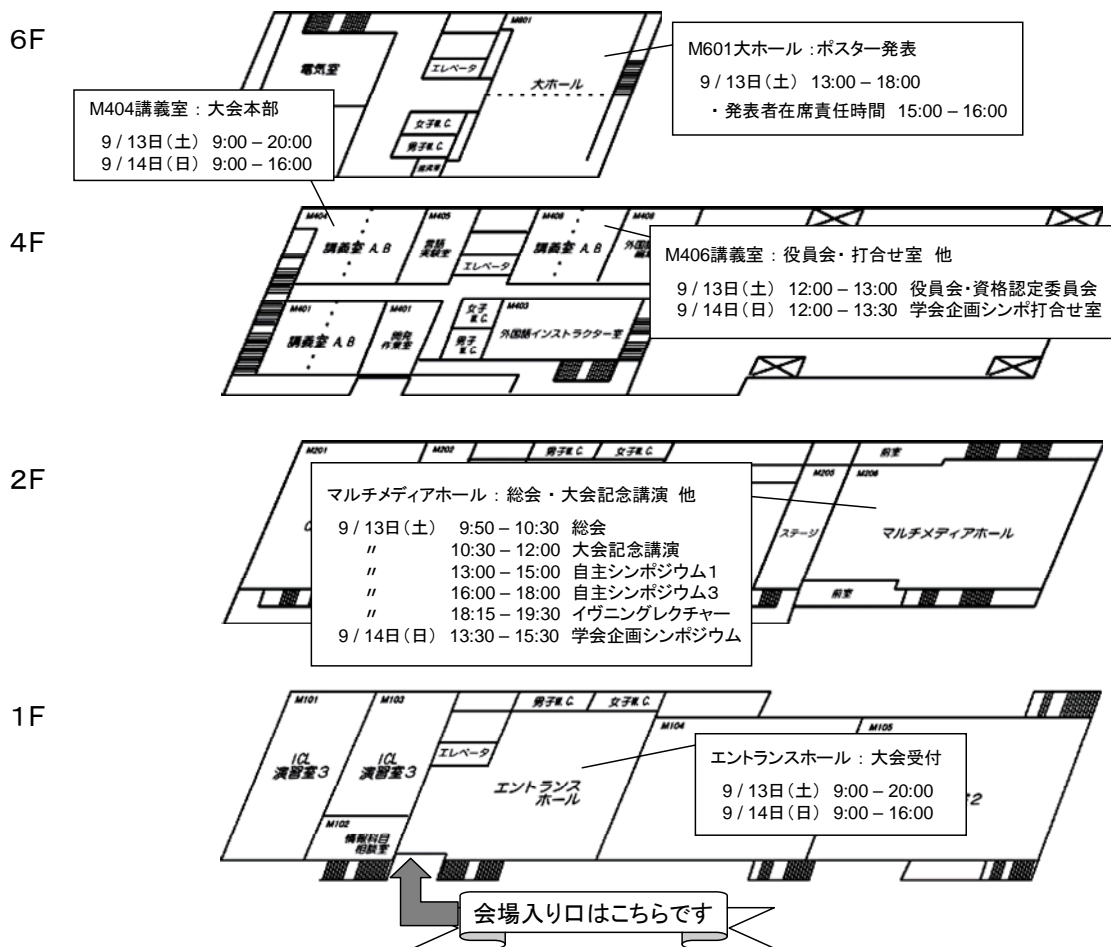 6F
M601
電気室
エレベータ
大ホール
女子W.C.
男子W.C.
M601大ホール：ポスター発表
9 / 13日(土) 13:00 – 18:00
・発表者在席責任時間 15:00 – 16:00
M404講義室：大会本部
9 / 13日(土) 9:00 – 20:00
9 / 14日(日) 9:00 – 16:00
4F
M404
講義室 A,B
M405
言語
実験室
エレベータ
M406
講義室 A,B
M408
外国語
M406講義室：役員会・打合せ室 他
9 / 13日(土) 12:00 – 13:00 役員会・資格認定委員会
9 / 14日(日) 12:00 – 13:30 学会企画シンポ打合せ室
M401
講義室 A,B
M401
開発
作業室
女子
W.C.
男子
W.C.
M403
外国語インストラクター室
2F
M201
M202
男子W.C.
女子W.C.
前室
M205
M206
ステージ
マルチメディアホール
前室
マルチメディアホール：総会・大会記念講演 他
9 / 13日(土) 9:50 – 10:30 総会
〃 10:30 – 12:00 大会記念講演
〃 13:00 – 15:00 自主シンポジウム1
〃 16:00 – 18:00 自主シンポジウム3
〃 18:15 – 19:30 イヴニングレクチャー
9 / 14日(日) 13:30 – 15:30 学会企画シンポジウム
1F
M101
ICL
演習室3
M103
ICL
演習室3
M102
情報科目
相談室
エレベータ
男子W.C.
女子W.C.
エントランス
ホール
M104
M105
2
エントランスホール：大会受付
9 / 13日(土) 9:00 – 20:00
9 / 14日(日) 9:00 – 16:00
会場入り口はこちらです